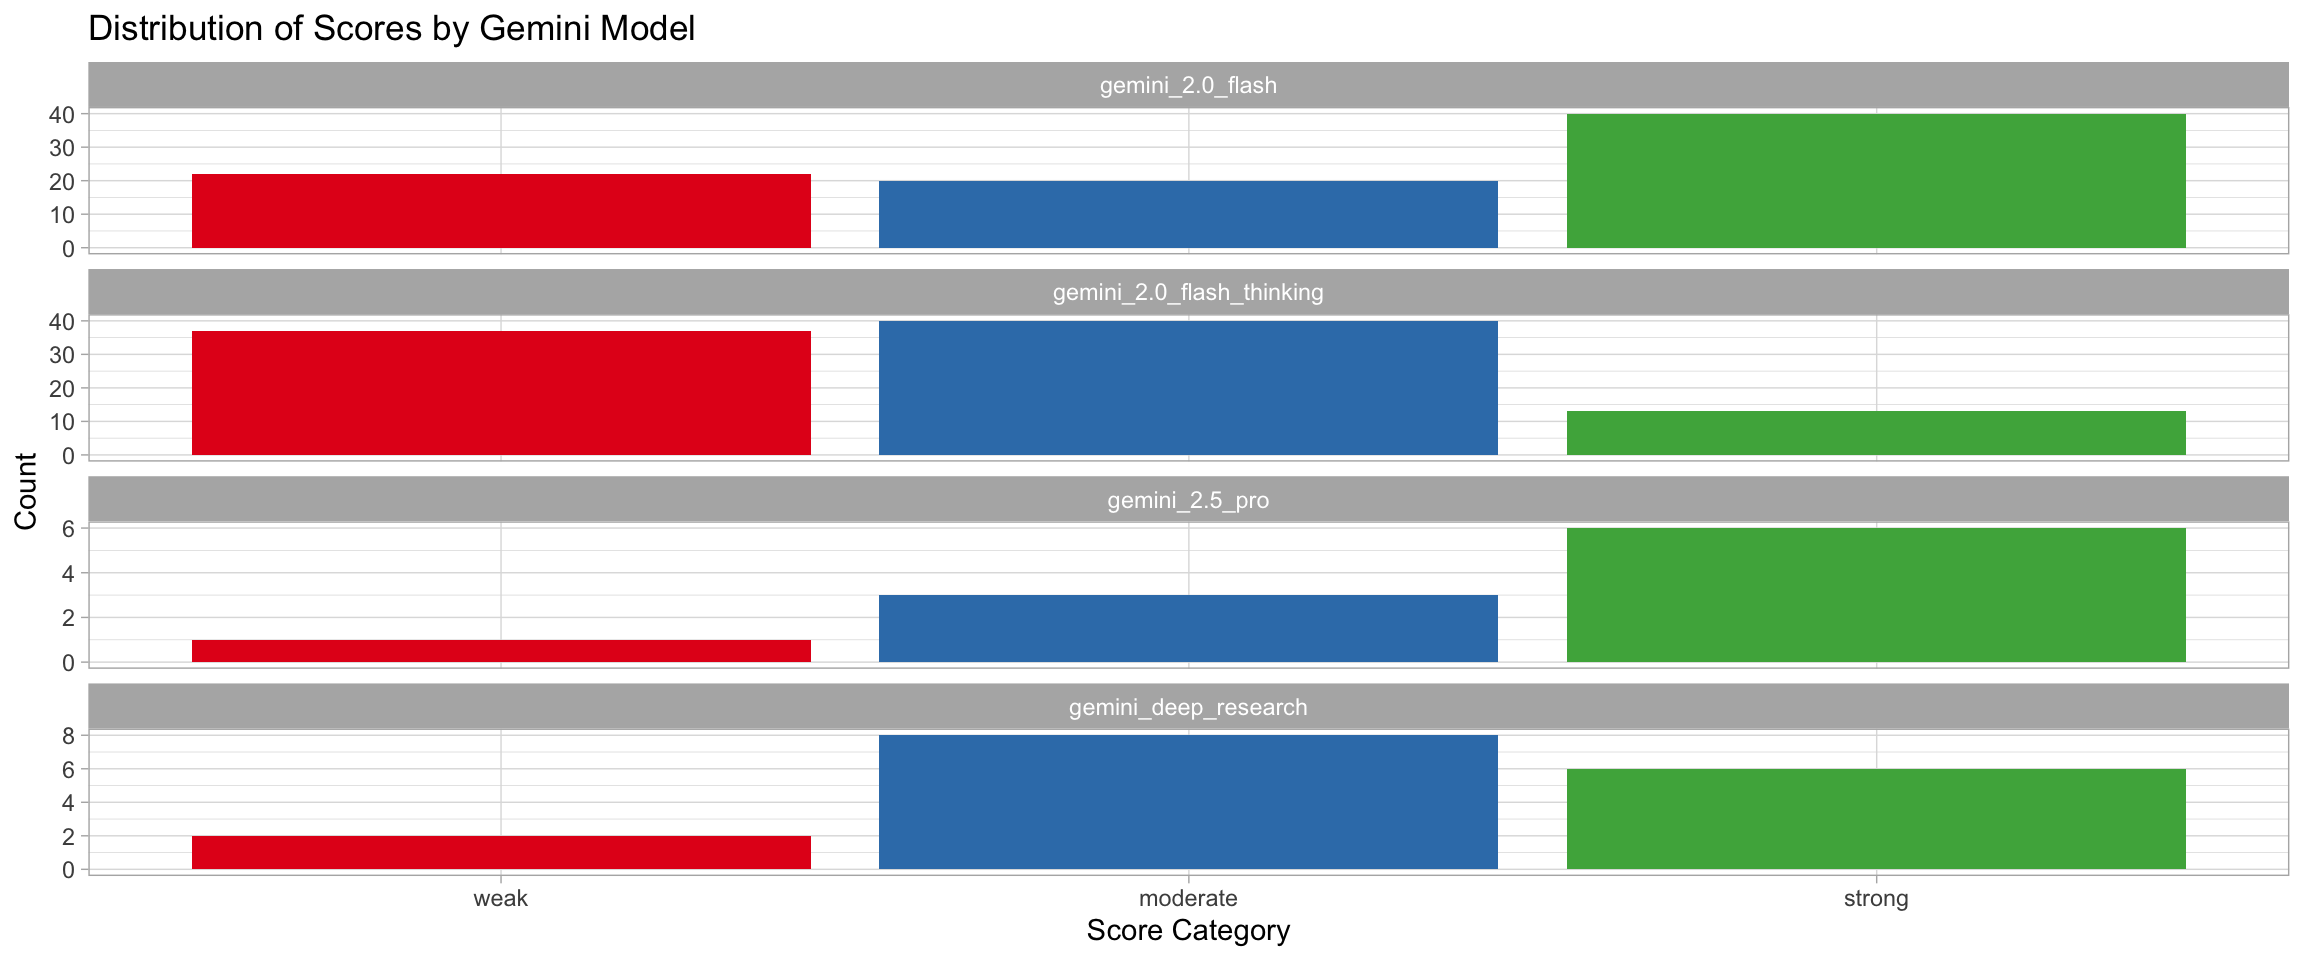 Distribution of Scores by Gemini Model
gemini_2.0_flash
40
30
20
10
0
gemini_2.0_flash_thinking
40
30
20
10
0
Count
gemini_2.5_pro
6
4
2
0
gemini_deep_research
8
6
4
2
0
weak moderate strong
Score Category